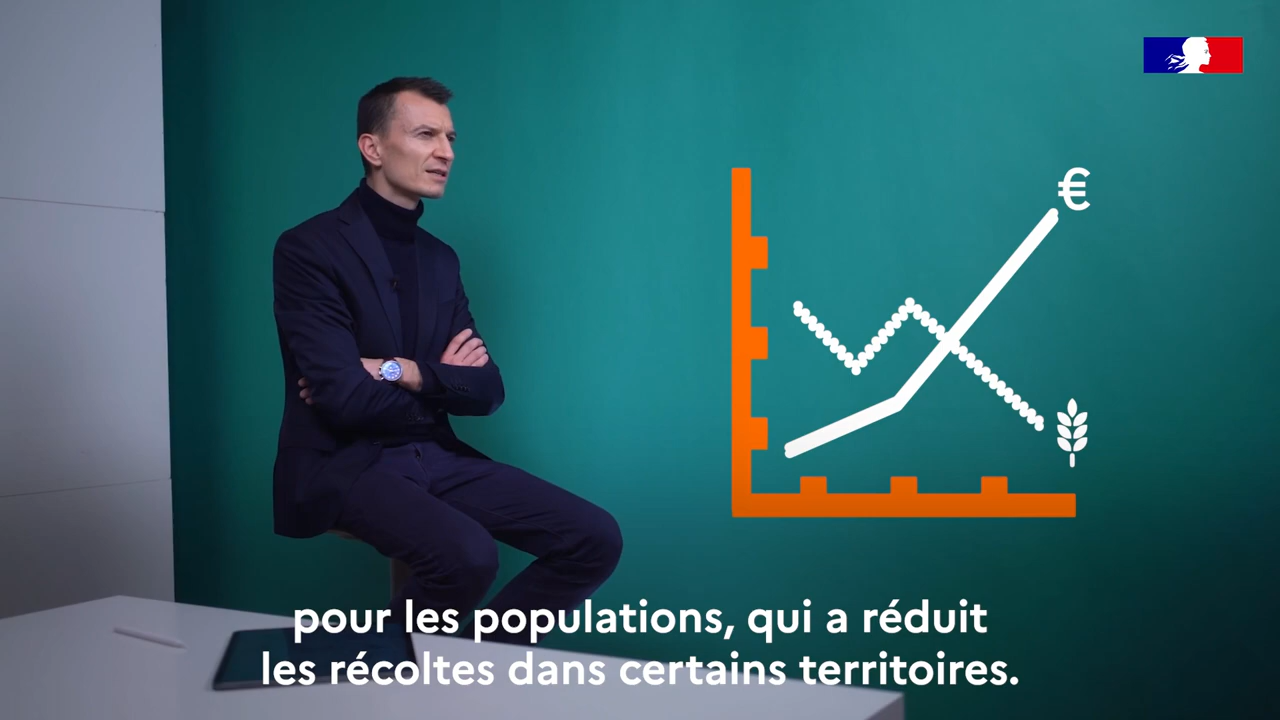 €
pour les populations, qui a réduit
les récoltes dans certains territoires.